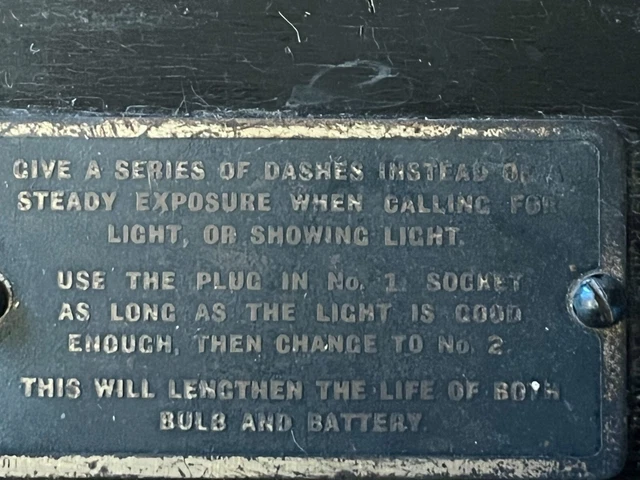 GIVE A SERIES OF DASHES INSTEAD OF A
STEADY EXPOSURE WHEN CALLING FOR
LIGHT, OR SHOWING LIGHT.
USE THE PLUG IN No. 1 SOCKET
AS LONG AS THE LIGHT IS GOOD
ENOUGH, THEN CHANGE TO No 2.
THIS WILL LENGTHEN THE LIFE OF BOTH
BULB AND BATTERY.